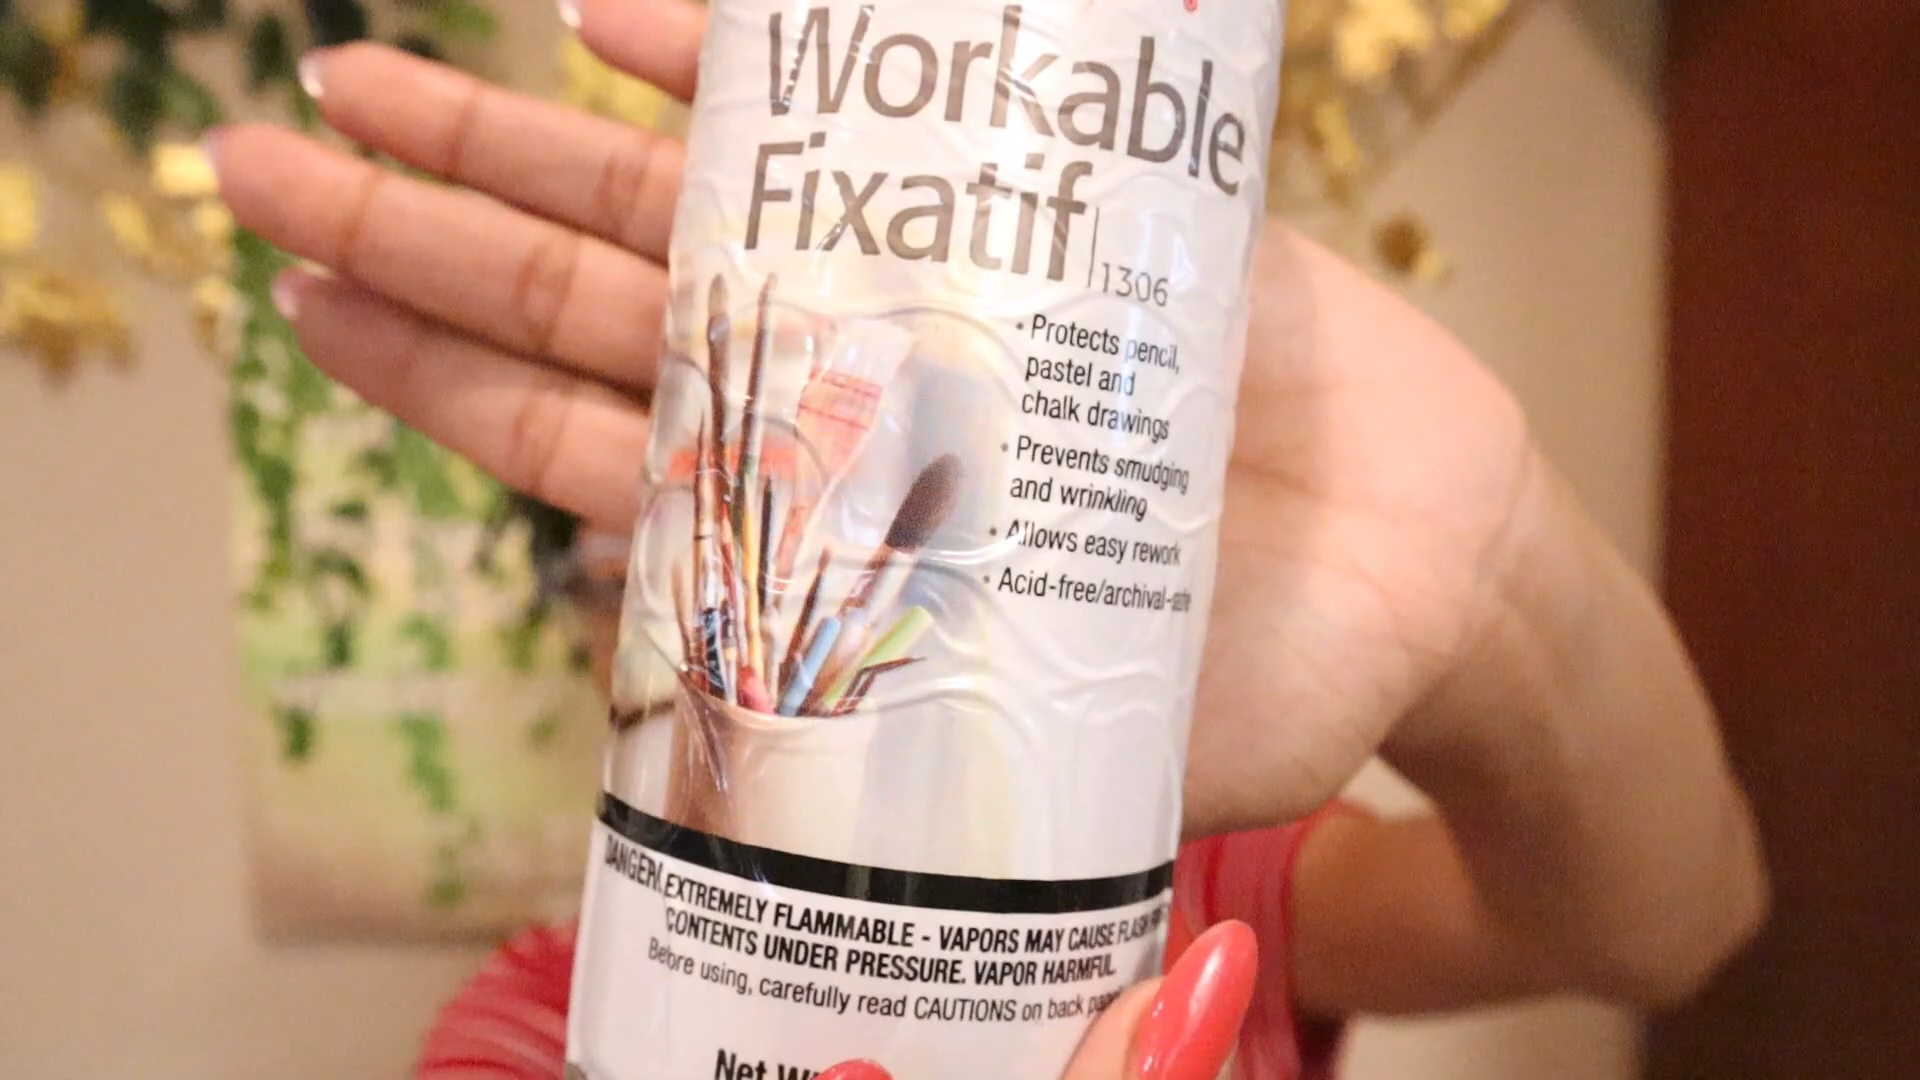 Workable
Fixatif
1306
• Protects pencil,
pastel and
chalk drawings
• Prevents smudging
and wrinkling
• Allows easy rework
• Acid-free/archival-safe
DANGER! EXTREMELY FLAMMABLE - VAPORS MAY CAUSE FLASH
CONTENTS UNDER PRESSURE. VAPOR HARMFUL.
Before using, carefully read CAUTIONS on back
Net